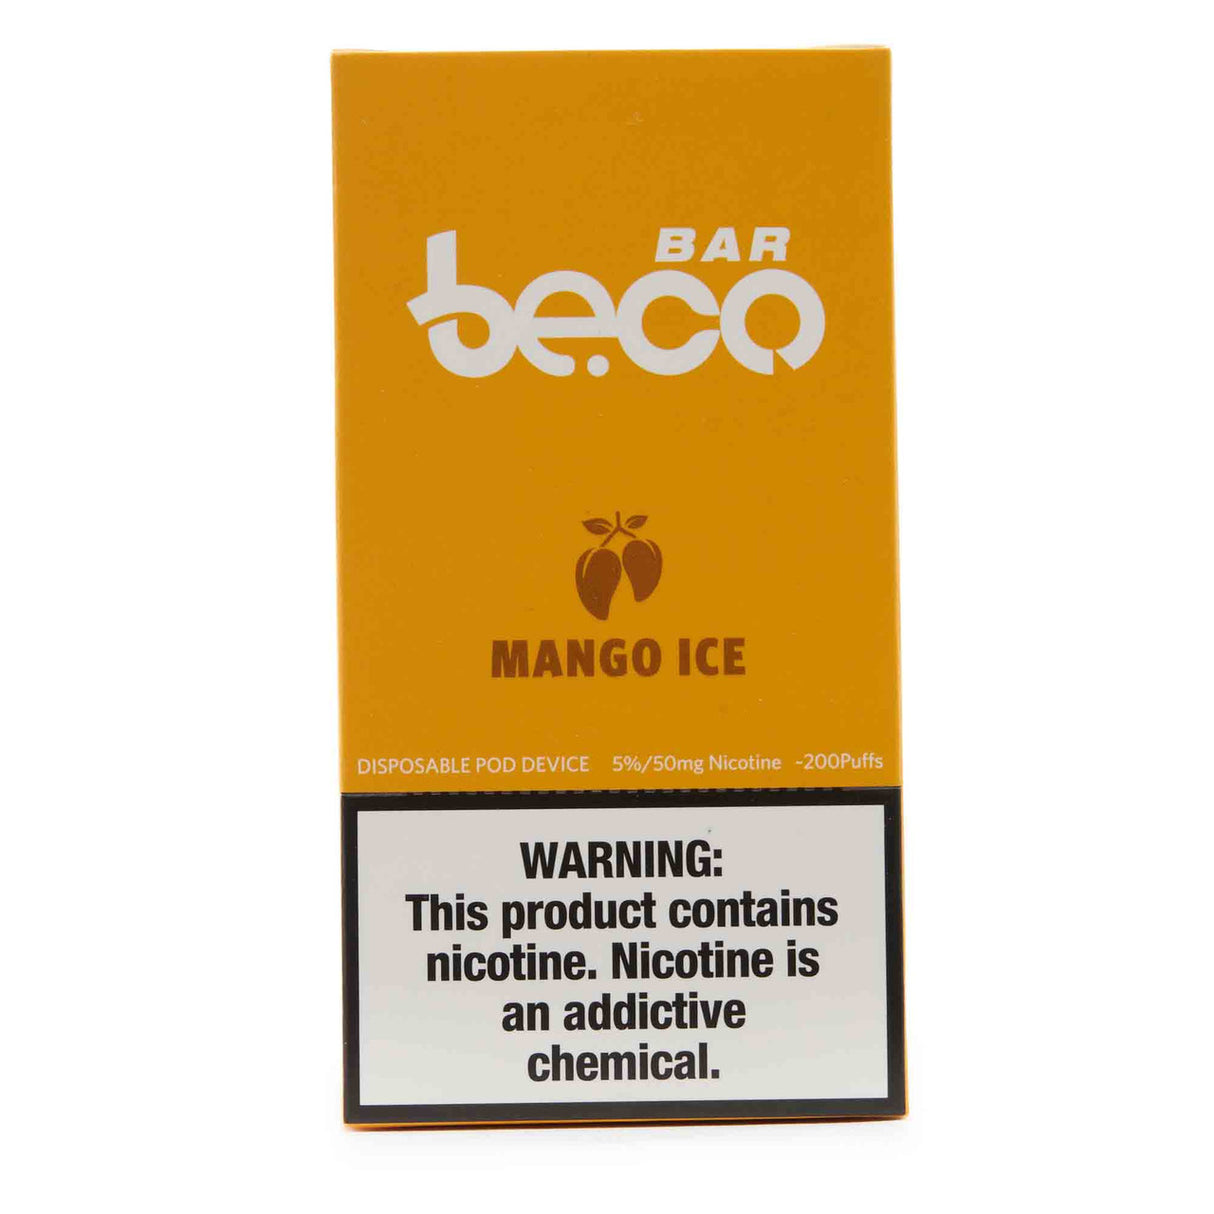 BAR
be.co
MANGO ICE
DISPOSABLE POD DEVICE 5%/50mg Nicotine ~200Puffs
WARNING:
This product contains
nicotine. Nicotine is
an addictive
chemical.